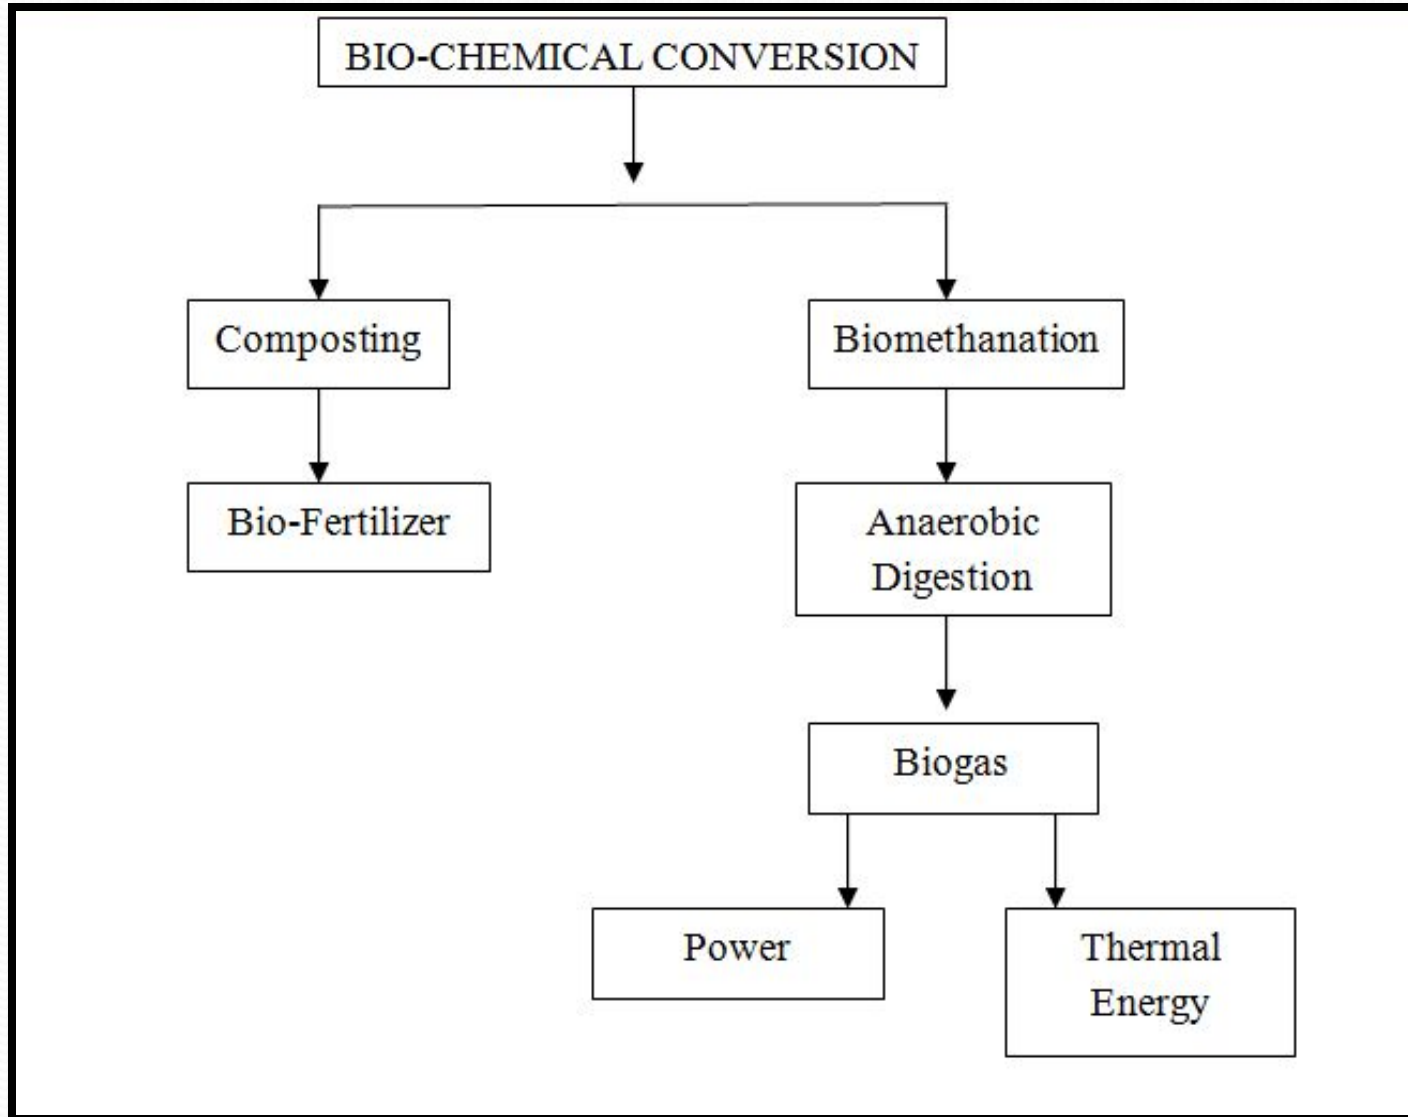 BIO-CHEMICAL CONVERSION
Composting
Biomethanation
Bio-Fertilizer
Anaerobic
Digestion
Biogas
Power
Thermal
Energy